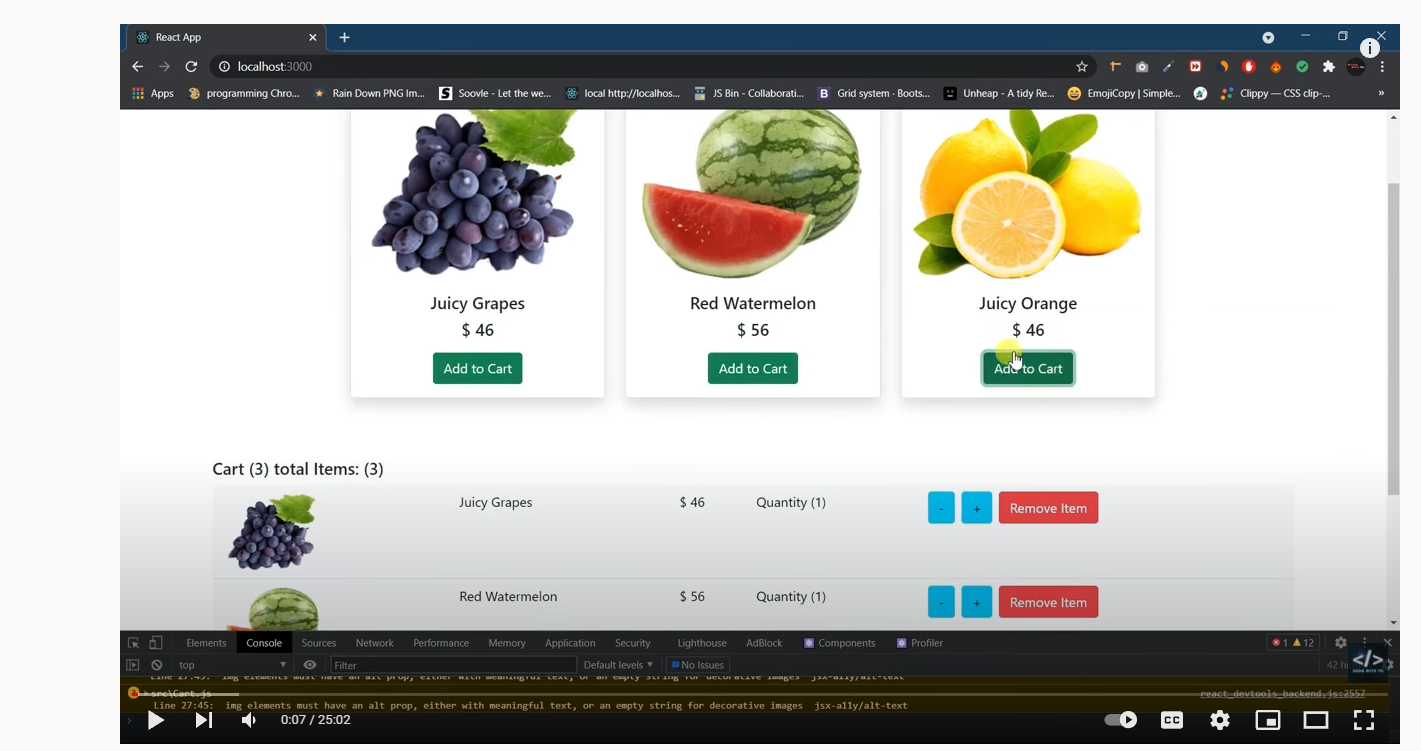 React App
localhost:3000
Apps programming Chro... Rain Down PNG Im... Soovle - Let the we... local http://localhos... JS Bin - Collaborati... Grid system · Boots... Unheap - A tidy Re... EmojiCopy | Simple... Clippy — CSS clip-... »
Juicy Grapes
$ 46
Add to Cart
Red Watermelon
$ 56
Add to Cart
Juicy Orange
$ 46
Add to Cart
Cart (3) total Items: (3)
Juicy Grapes $ 46 Quantity (1) - + Remove Item
Red Watermelon $ 56 Quantity (1) - + Remove Item
Elements Console Sources Network Performance Memory Application Security Lighthouse AdBlock Components Profiler 1 12
top Filter Default levels No Issues 42
Line 27:45: img elements must have an alt prop, either with meaningful text, or an empty string for decorative images jsx-a11y/alt-text
src\Cart.js react_devtools_backend.js:2557
Line 27:45: img elements must have an alt prop, either with meaningful text, or an empty string for decorative images jsx-a11y/alt-text
0:07 / 25:02 CC